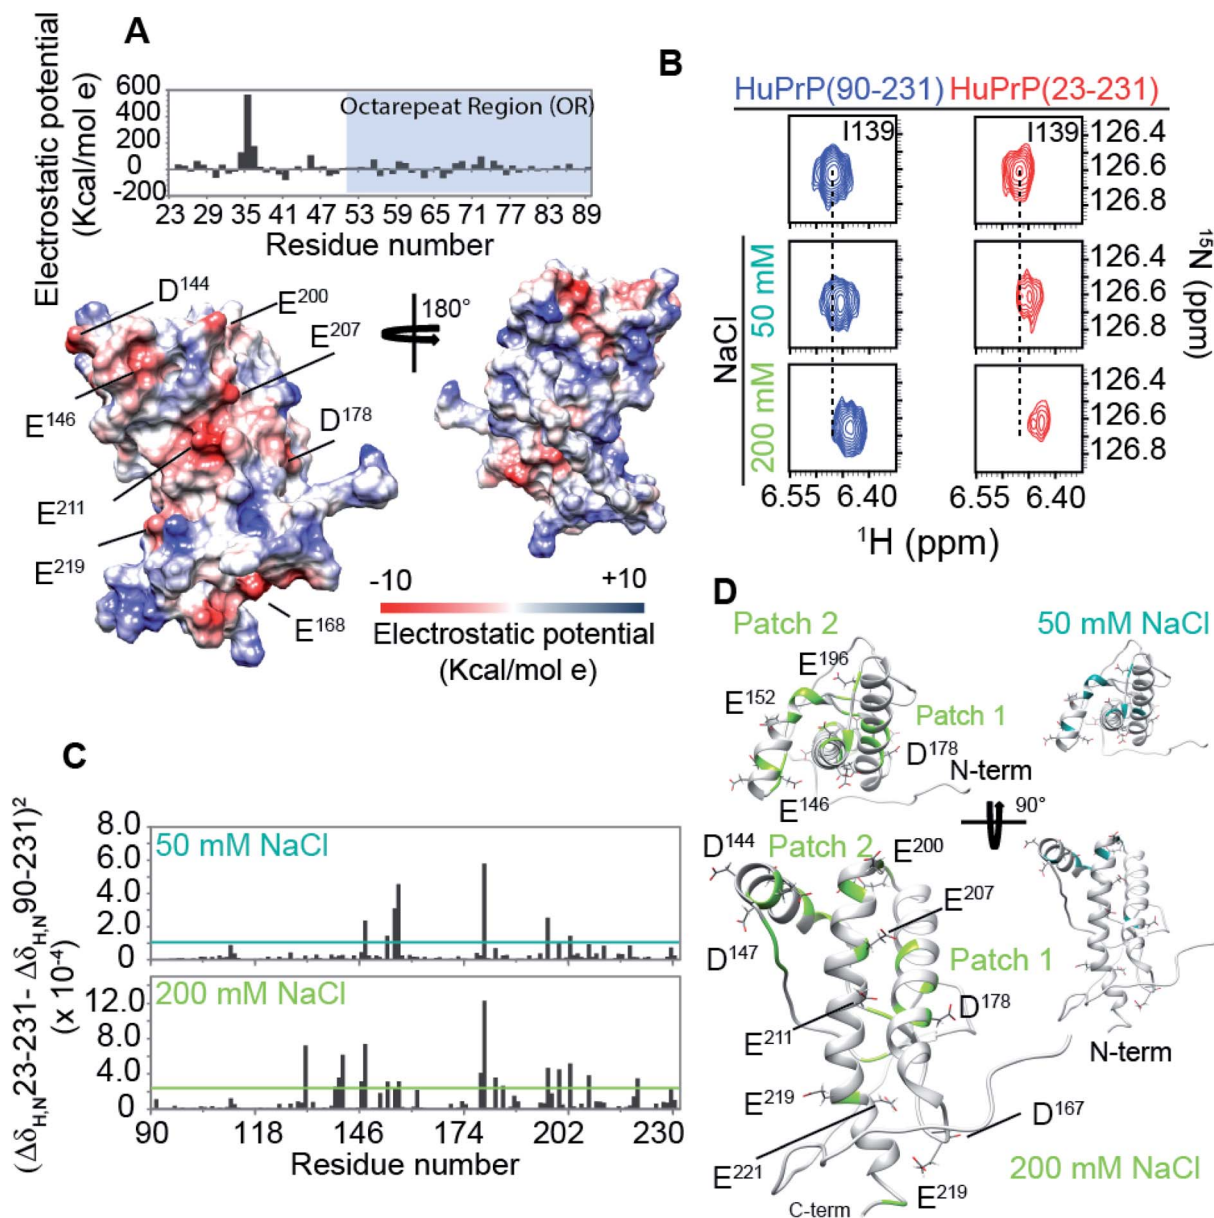 A
Electrostatic potential
(Kcal/mol e)
600
400
200
0
-200
Octarepeat Region (OR)
23 29 35 41 47 53 59 65 71 77 83 89
Residue number
D144
E200
E207
180°
E146
D178
E211
E219
E168
-10 +10
Electrostatic potential
(Kcal/mol e)
B
HuPrP(90-231) HuPrP(23-231)
I139 I139
126.4
126.6
126.8
NaCl
50 mM
126.4
126.6
126.8
200 mM
126.4
126.6
126.8
15N (ppm)
6.55 6.40 6.55 6.40
1H (ppm)
C
(ΔδH,N23-231- ΔδH,N90-231)²
(x 10-4)
8.0
6.0
4.0
2.0
0
50 mM NaCl
12.0
8.0
4.0
0
200 mM NaCl
90 118 146 174 202 230
Residue number
D
Patch 2
50 mM NaCl
E196
E152
Patch 1
D178
N-term
E146
90°
D144
Patch 2
E200
E207
D147
Patch 1
D178
E211
N-term
E219
D167
E221
E219
200 mM NaCl
C-term